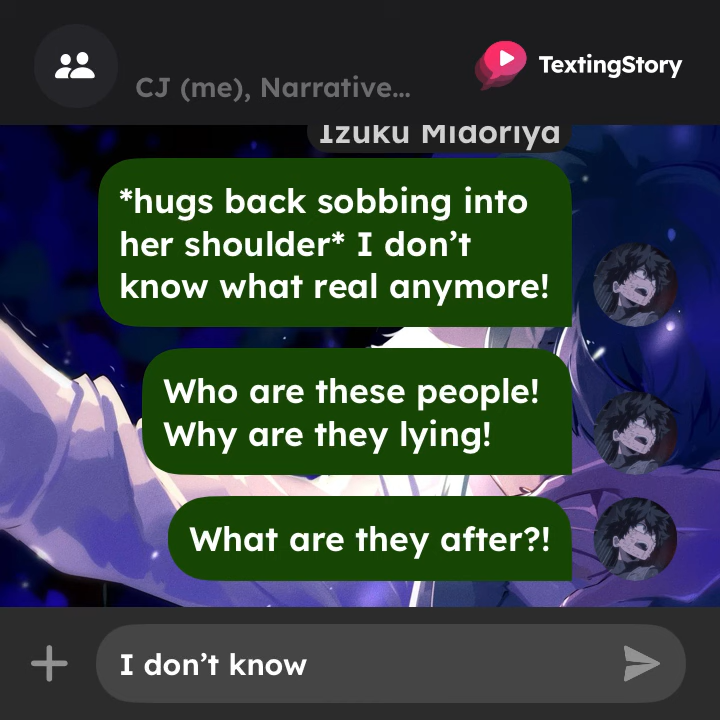 CJ (me), Narrative...
TextingStory
Izuku Midoriya
*hugs back sobbing into
her shoulder* I don’t
know what real anymore!
Who are these people!
Why are they lying!
What are they after?!
I don’t know